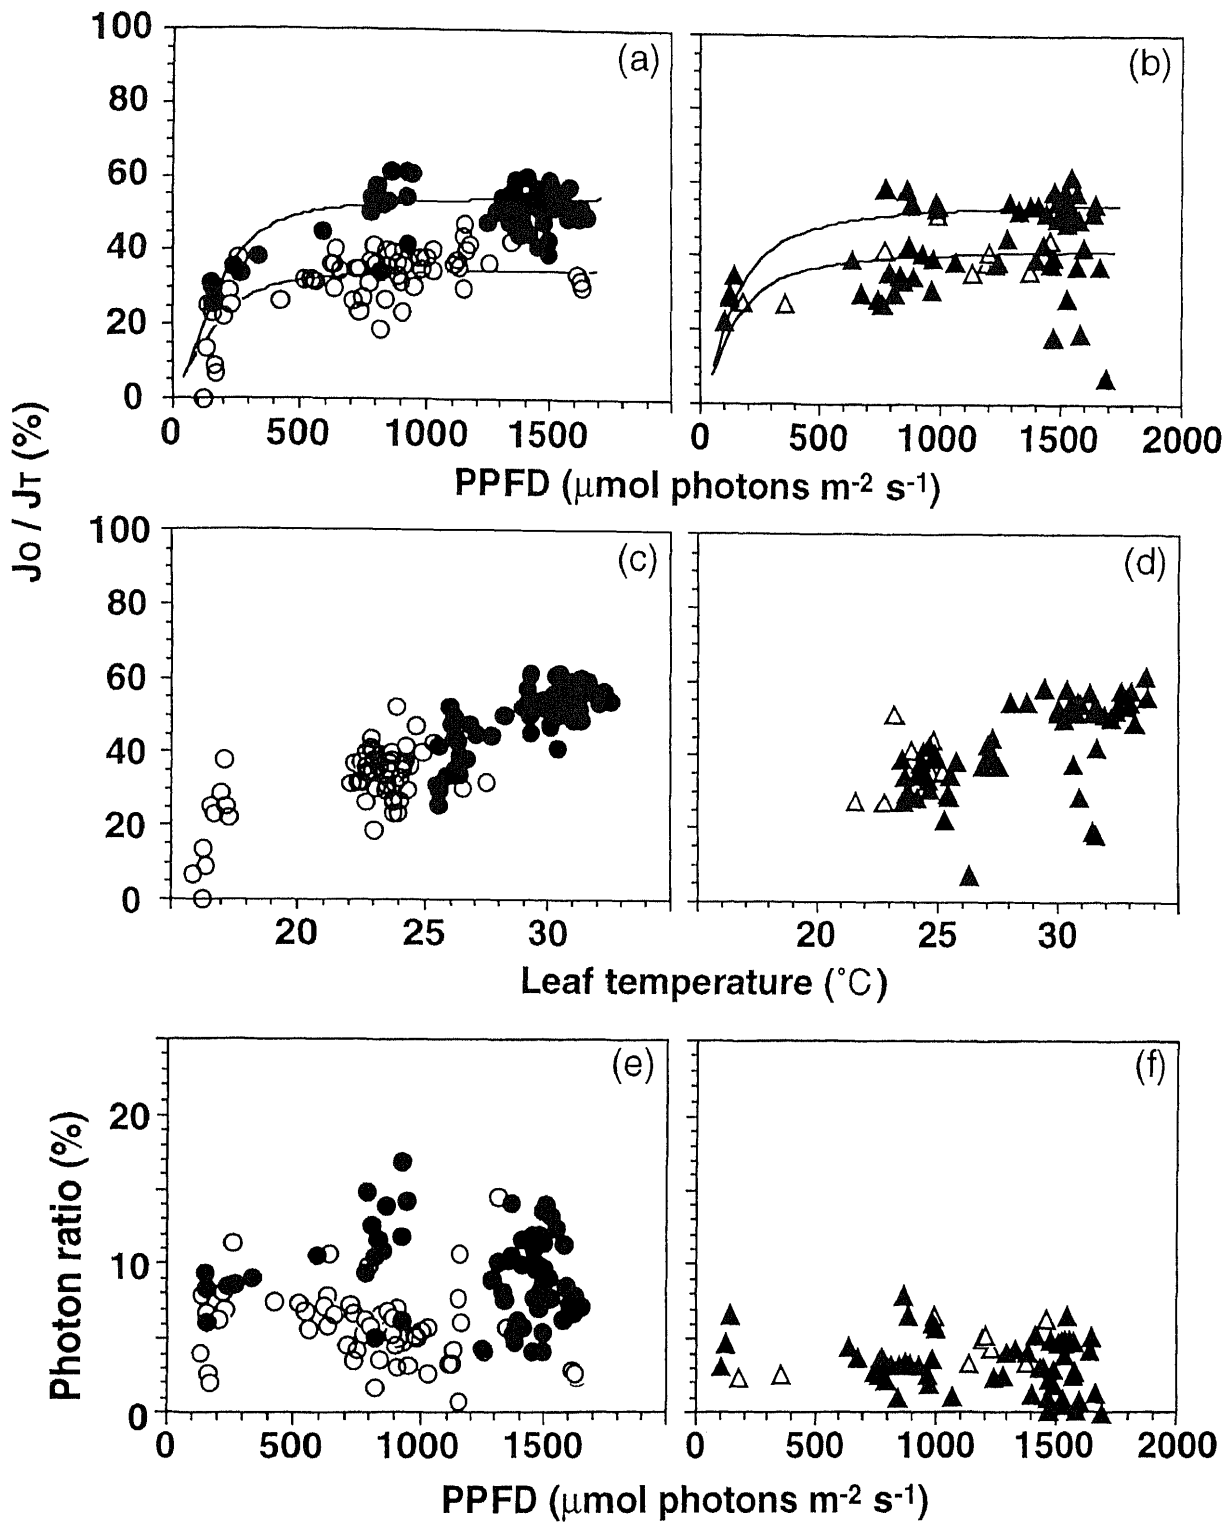 100
80
60
40
20
0
(a)
(b)
0 500 1000 1500 0 500 1000 1500 2000
PPFD (μmol photons m-2 s-1)
Jo / JT (%)
100
80
60
40
20
0
(c)
(d)
20 25 30 20 25 30
Leaf temperature (°C)
20
10
0
(e)
(f)
Photon ratio (%)
0 500 1000 1500 0 500 1000 1500 2000
PPFD (μmol photons m-2 s-1)